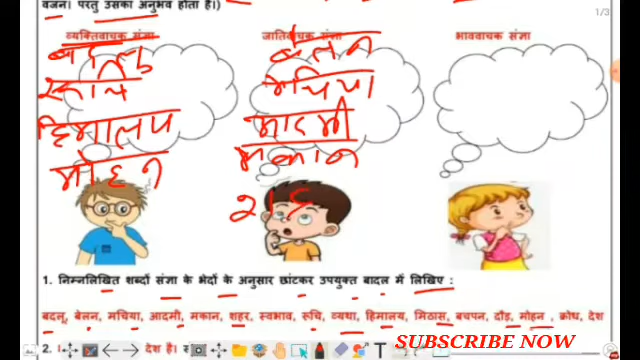 वजन। परंतु उसका अनुभव होता है।)
1/3
व्यक्तिवाचक संज्ञा
जातिवाचक संज्ञा
भाववाचक संज्ञा
बदलू
बेलन
रूचि
मचिया
हिमालय
आदमी
मोहन
मकान
1. निम्नलिखित शब्दों संज्ञा के भेदों के अनुसार छांटकर उपयुक्त बादल में लिखिए :
बदलू, बेलन, मचिया, आदमी, मकान, शहर, स्वभाव, रूचि, व्यथा, हिमालय, मिठास, बचपन, दौड़, मोहन , क्रोध, देश
2. देश है।
SUBSCRIBE NOW